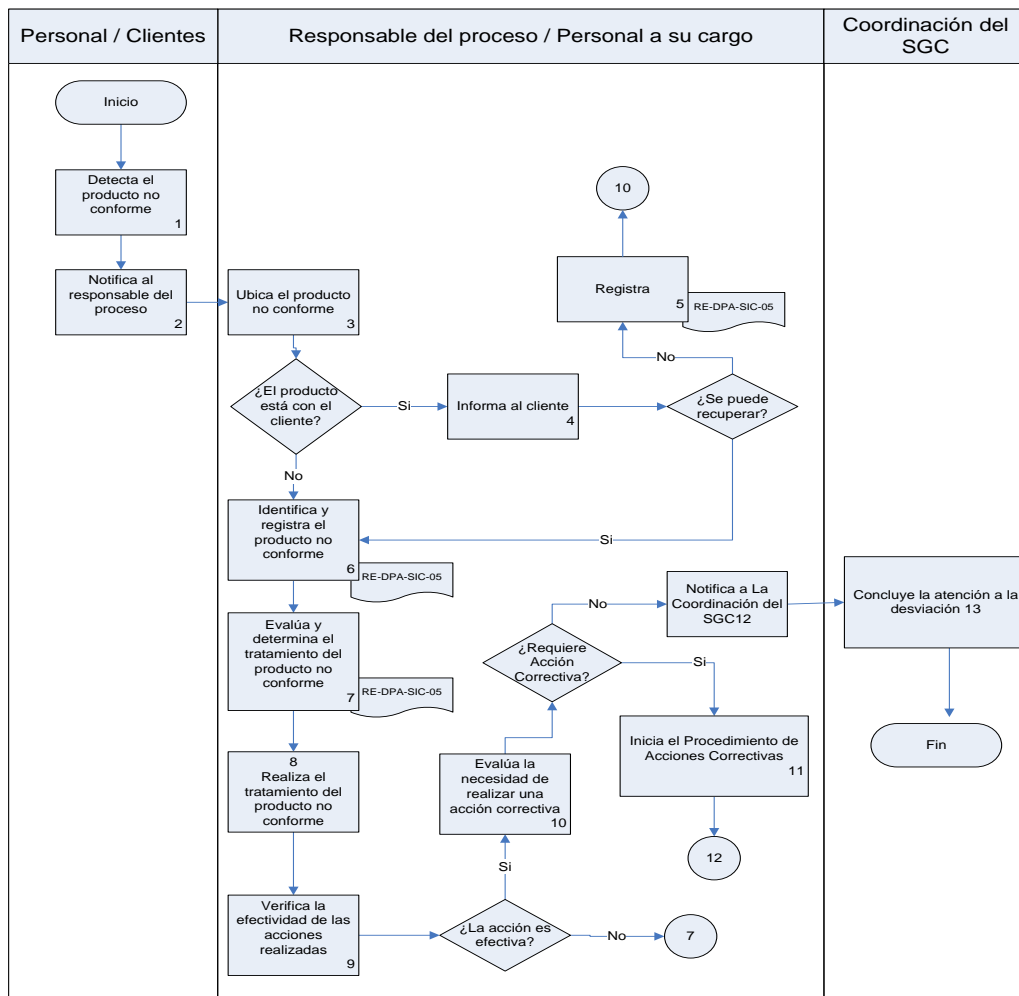 Personal / Clientes
Responsable del proceso / Personal a su cargo
Coordinación del
SGC
Inicio
Detecta el
producto no
conforme
1
Notifica al
responsable del
proceso
2
Ubica el producto
no conforme
3
¿El producto
está con el
cliente?
Si
Informa al cliente
4
¿Se puede
recuperar?
No
Registra
5
RE-DPA-SIC-05
10
Si
No
Identifica y
registra el
producto no
conforme
6
RE-DPA-SIC-05
Evalúa y
determina el
tratamiento del
producto no
conforme
7
RE-DPA-SIC-05
8
Realiza el
tratamiento del
producto no
conforme
Verifica la
efectividad de las
acciones
realizadas
9
¿La acción es
efectiva?
No
7
Si
Evalúa la
necesidad de
realizar una
acción correctiva
10
¿Requiere
Acción
Correctiva?
Si
Inicia el Procedimiento de
Acciones Correctivas
11
12
No
Notifica a La
Coordinación del
SGC12
Concluye la atención a la
desviación 13
Fin